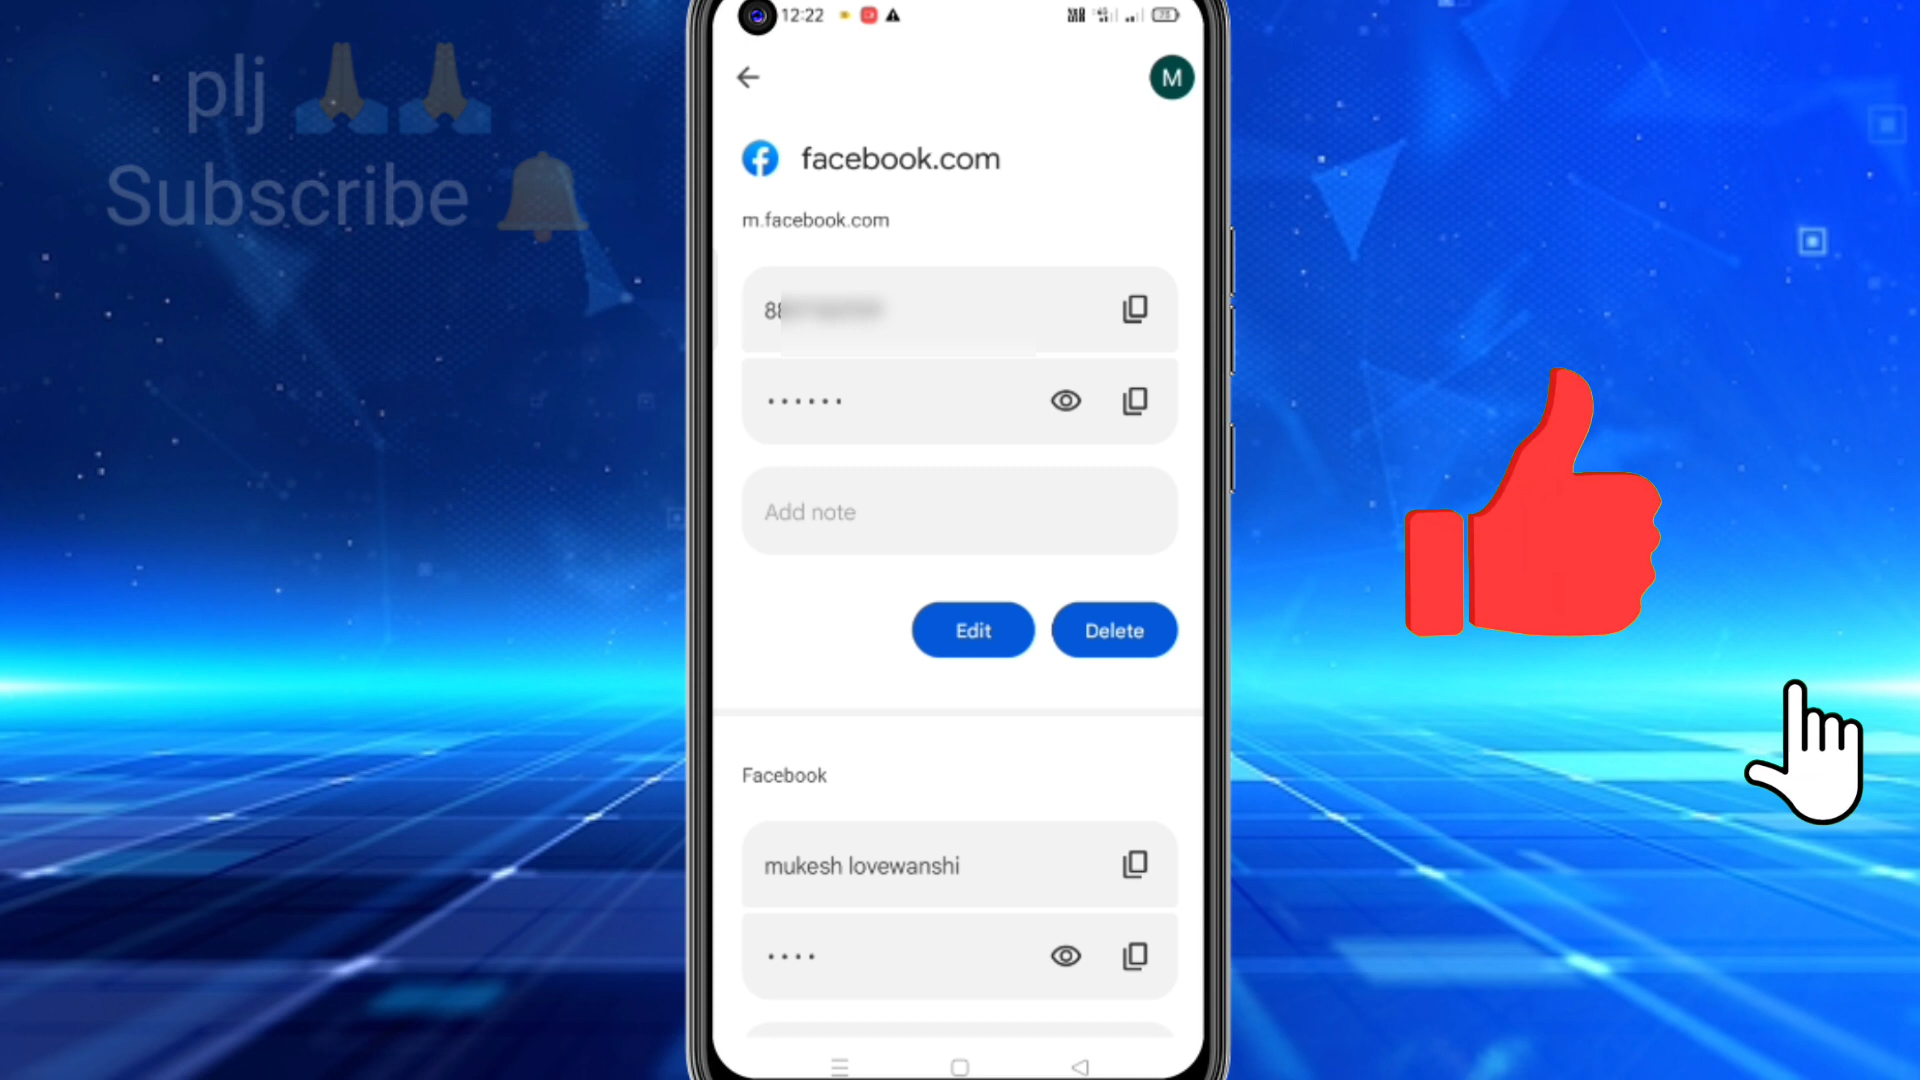 plj 🙏🙏
Subscribe 🔔
12:22
M
facebook.com
m.facebook.com
••••••
Add note
Edit
Delete
Facebook
mukesh lovewanshi
••••